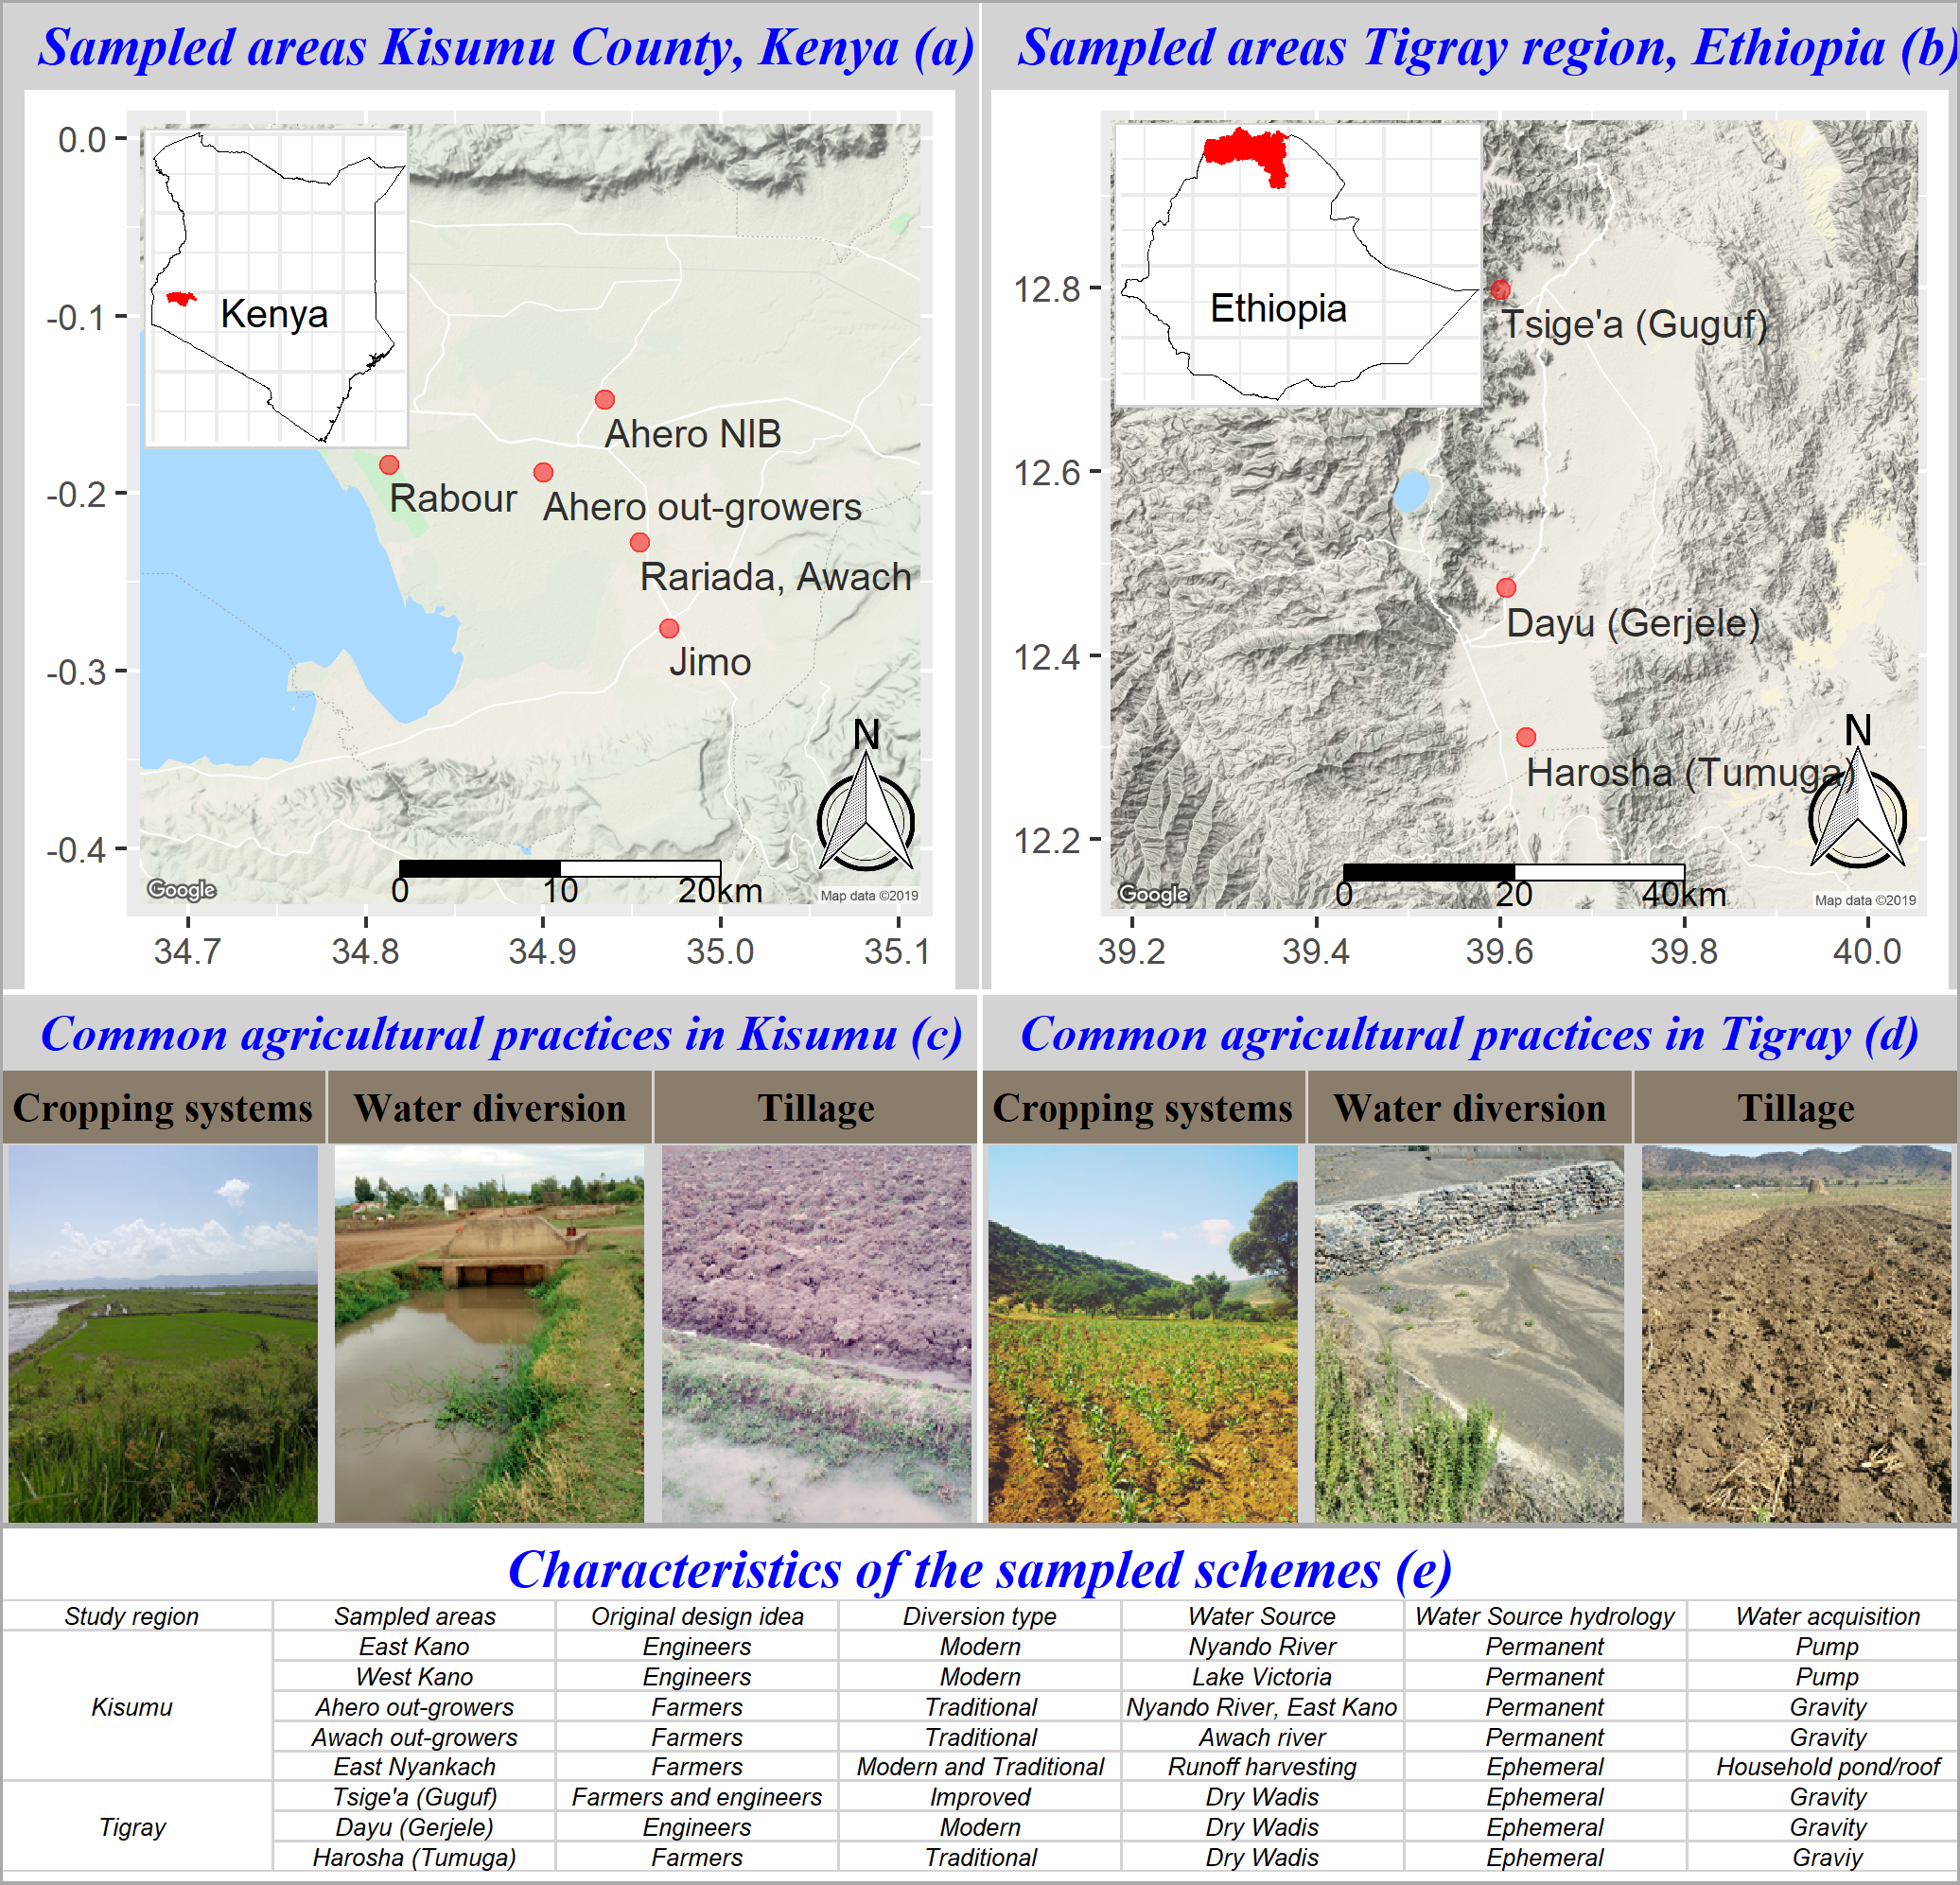 Sampled areas Kisumu County, Kenya (a)
0.0
-0.1
-0.2
-0.3
-0.4
Kenya
Ahero NIB
Rabour
Ahero out-growers
Rariada, Awach
Jimo
N
0 10 20km
Google
Map data ©2019
34.7 34.8 34.9 35.0 35.1
Sampled areas Tigray region, Ethiopia (b)
12.8
12.6
12.4
12.2
Ethiopia
Tsige'a (Guguf)
Dayu (Gerjele)
Harosha (Tumuga)
N
0 20 40km
Google
Map data ©2019
39.2 39.4 39.6 39.8 40.0
Common agricultural practices in Kisumu (c)
Cropping systems Water diversion Tillage
Common agricultural practices in Tigray (d)
Cropping systems Water diversion Tillage
Characteristics of the sampled schemes (e)
Study region Sampled areas Original design idea Diversion type Water Source Water Source hydrology Water acquisition
Kisumu
East Kano Engineers Modern Nyando River Permanent Pump
West Kano Engineers Modern Lake Victoria Permanent Pump
Ahero out-growers Farmers Traditional Nyando River, East Kano Permanent Gravity
Awach out-growers Farmers Traditional Awach river Permanent Gravity
East Nyankach Farmers Modern and Traditional Runoff harvesting Ephemeral Household pond/roof
Tigray
Tsige'a (Guguf) Farmers and engineers Improved Dry Wadis Ephemeral Gravity
Dayu (Gerjele) Engineers Modern Dry Wadis Ephemeral Gravity
Harosha (Tumuga) Farmers Traditional Dry Wadis Ephemeral Graviy